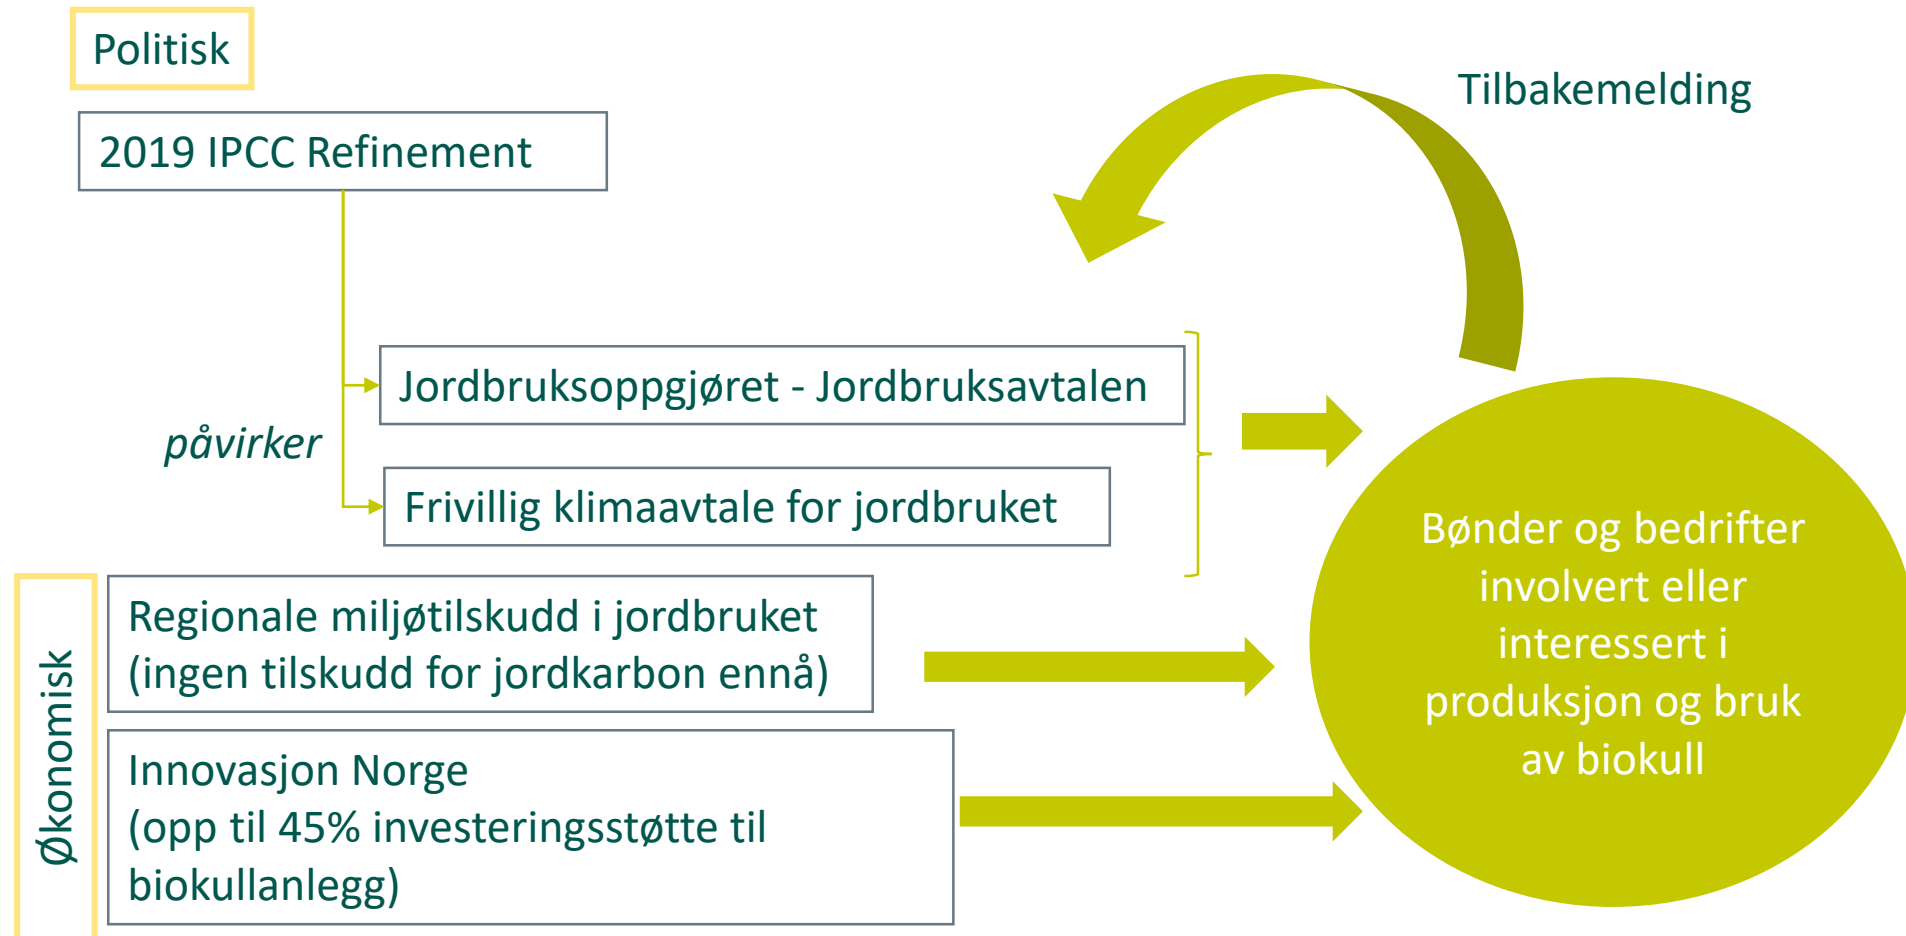 Politisk
2019 IPCC Refinement
Tilbakemelding
Jordbruksoppgjøret - Jordbruksavtalen
påvirker
Frivillig klimaavtale for jordbruket
Økonomisk
Regionale miljøtilskudd i jordbruket
(ingen tilskudd for jordkarbon ennå)
Innovasjon Norge
(opp til 45% investeringsstøtte til
biokullanlegg)
Bønder og bedrifter
involvert eller
interessert i
produksjon og bruk
av biokull